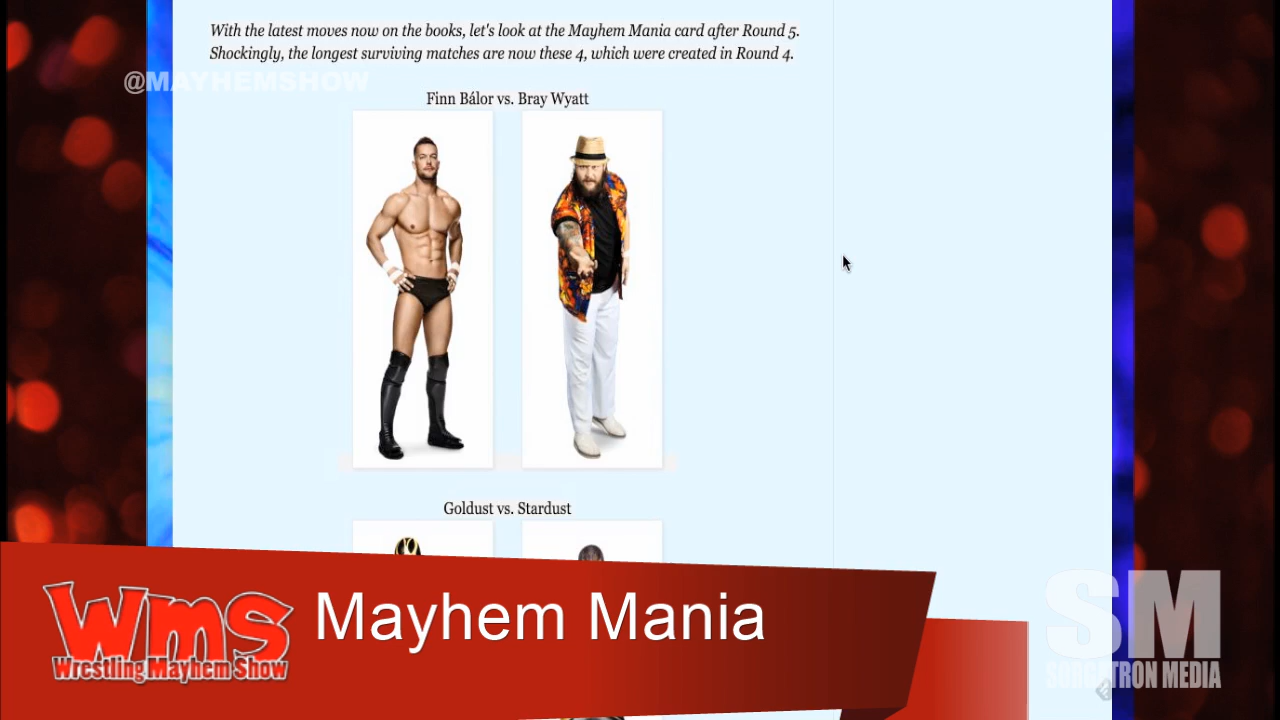 With the latest moves now on the books, let's look at the Mayhem Mania card after Round 5.
Shockingly, the longest surviving matches are now these 4, which were created in Round 4.
@MAYHEMSHOW
Finn Bálor vs. Bray Wyatt
Goldust vs. Stardust
Wms
Wrestling Mayhem Show
Mayhem Mania
SM
SORGATRON MEDIA